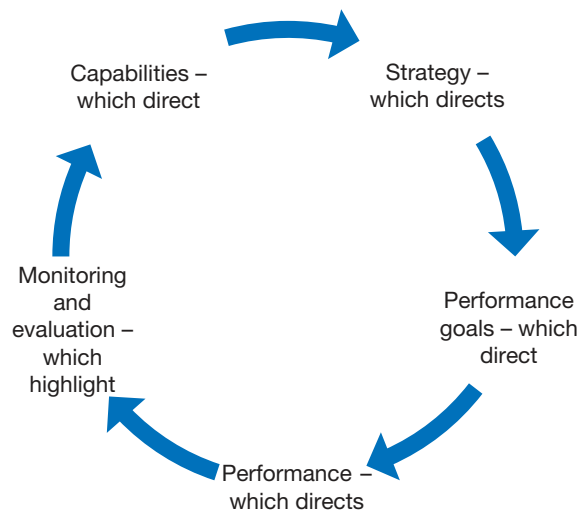 Capabilities –
which direct
Strategy –
which directs
Performance
goals – which
direct
Performance –
which directs
Monitoring
and
evaluation –
which
highlight